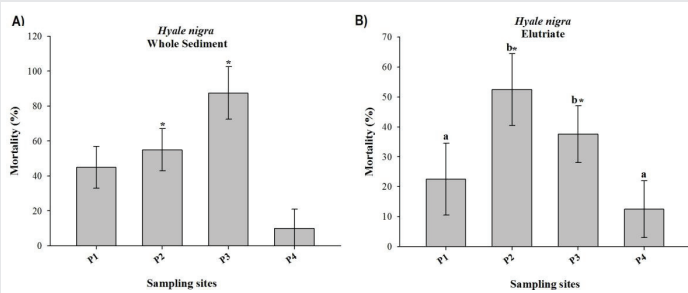 A)
Hyale nigra
Whole Sediment
Mortality (%)
120
100
80
60
40
20
0
*
*
P1 P2 P3 P4
Sampling sites
B)
Hyale nigra
Elutriate
Mortality (%)
70
60
50
40
30
20
10
0
a
b*
b*
a
P1 P2 P3 P4
Sampling sites